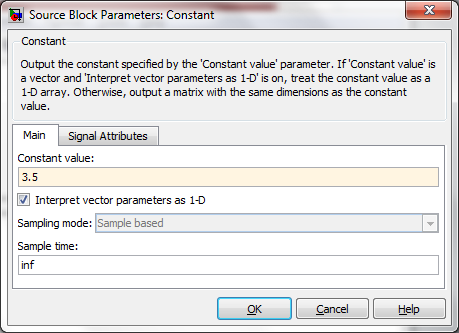 Source Block Parameters: Constant
Constant
Output the constant specified by the 'Constant value' parameter. If 'Constant value' is
a vector and 'Interpret vector parameters as 1-D' is on, treat the constant value as a
1-D array. Otherwise, output a matrix with the same dimensions as the constant
value.
Main Signal Attributes
Constant value:
3.5
Interpret vector parameters as 1-D
Sampling mode: Sample based
Sample time:
inf
OK Cancel Help